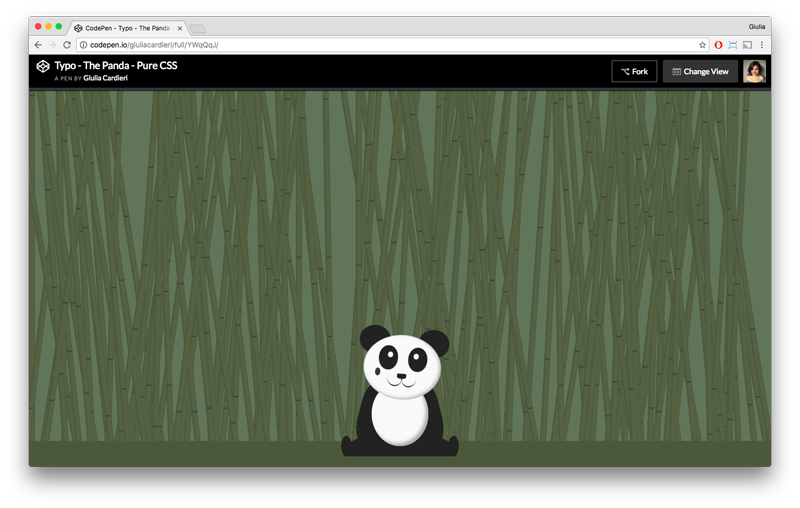 CodePen - Typo - The Panda
Giulia
codepen.io/giuliacardieri/full/YWqQqJ/
Typo - The Panda - Pure CSS
A PEN BY Giulia Cardieri
Fork
Change View